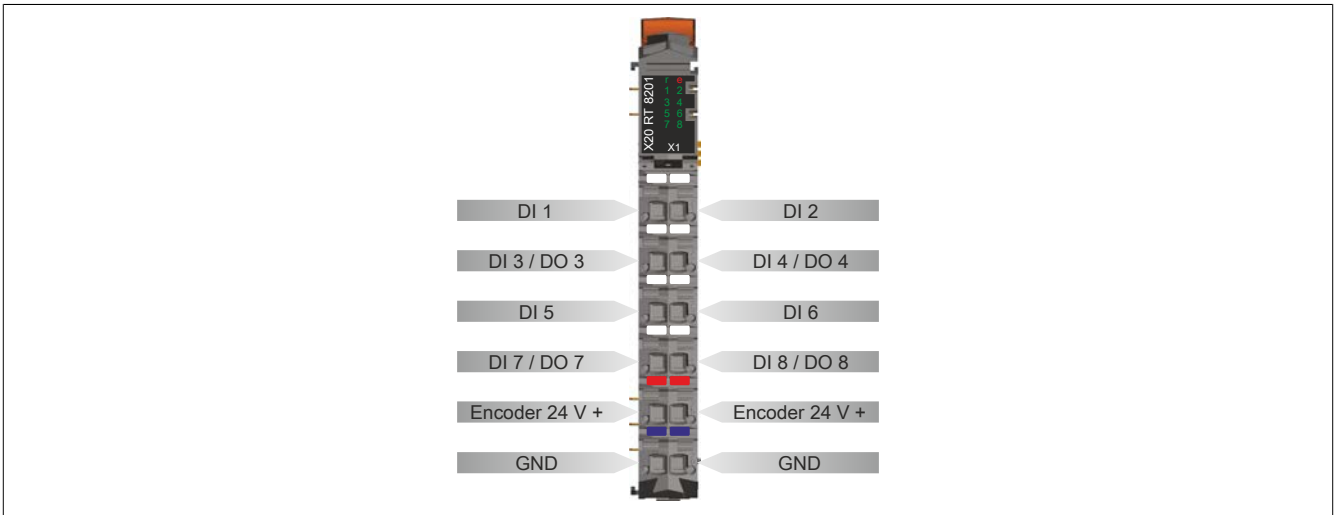 X20 RT 8201
r e
1 2
3 4
5 6
7 8
X1
DI 1 DI 2
DI 3 / DO 3 DI 4 / DO 4
DI 5 DI 6
DI 7 / DO 7 DI 8 / DO 8
Encoder 24 V + Encoder 24 V +
GND GND